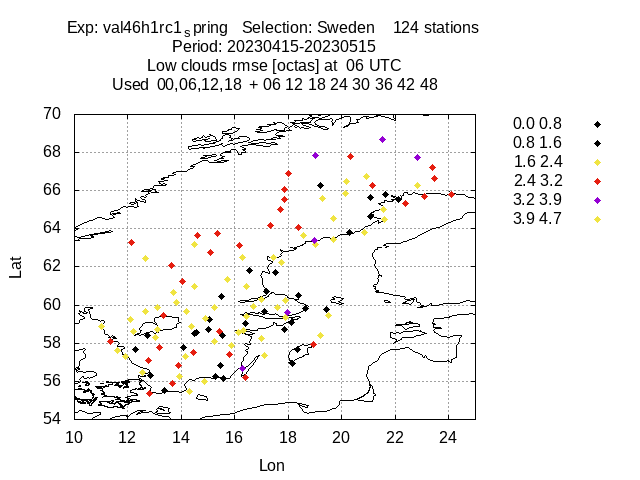 Exp: val46h1rc1spring Selection: Sweden 124 stations
Period: 20230415-20230515
Low clouds rmse [octas] at 06 UTC
Used 00,06,12,18 + 06 12 18 24 30 36 42 48
70
68
66
64
62
60
58
56
54
10 12 14 16 18 20 22 24
Lat
Lon
0.0 0.8
0.8 1.6
1.6 2.4
2.4 3.2
3.2 3.9
3.9 4.7